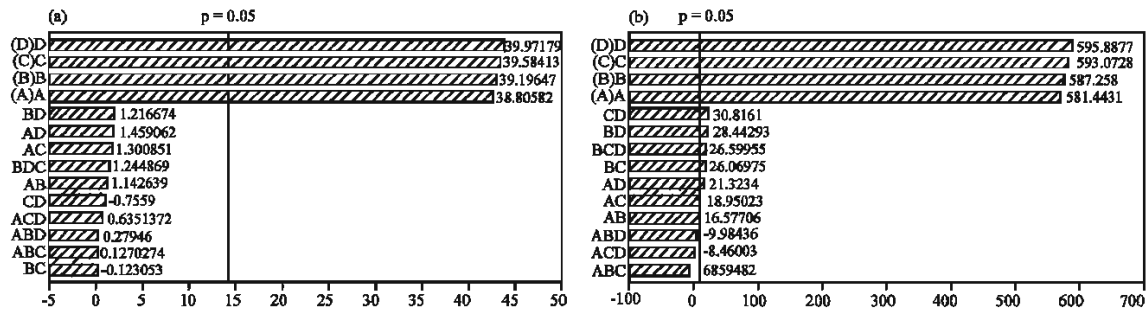 (a)
p = 0.05
(D)D 39.97179
(C)C 39.58413
(B)B 39.19647
(A)A 38.80582
BD 1.216674
AD 1.459062
AC 1.300851
BDC 1.244869
AB 1.142639
CD -0.7559
ACD 0.6351372
ABD 0.27946
ABC 0.1270274
BC -0.123053
-5 0 5 10 15 20 25 30 35 40 45 50
(b)
p = 0.05
(D)D 595.8877
(C)C 593.0728
(B)B 587.258
(A)A 581.4431
CD 30.8161
BD 28.44293
BCD 26.59955
BC 26.06975
AD 21.3234
AC 18.95023
AB 16.57706
ABD -9.98436
ACD -8.46003
ABC 6859482
-100 0 100 200 300 400 500 600 700